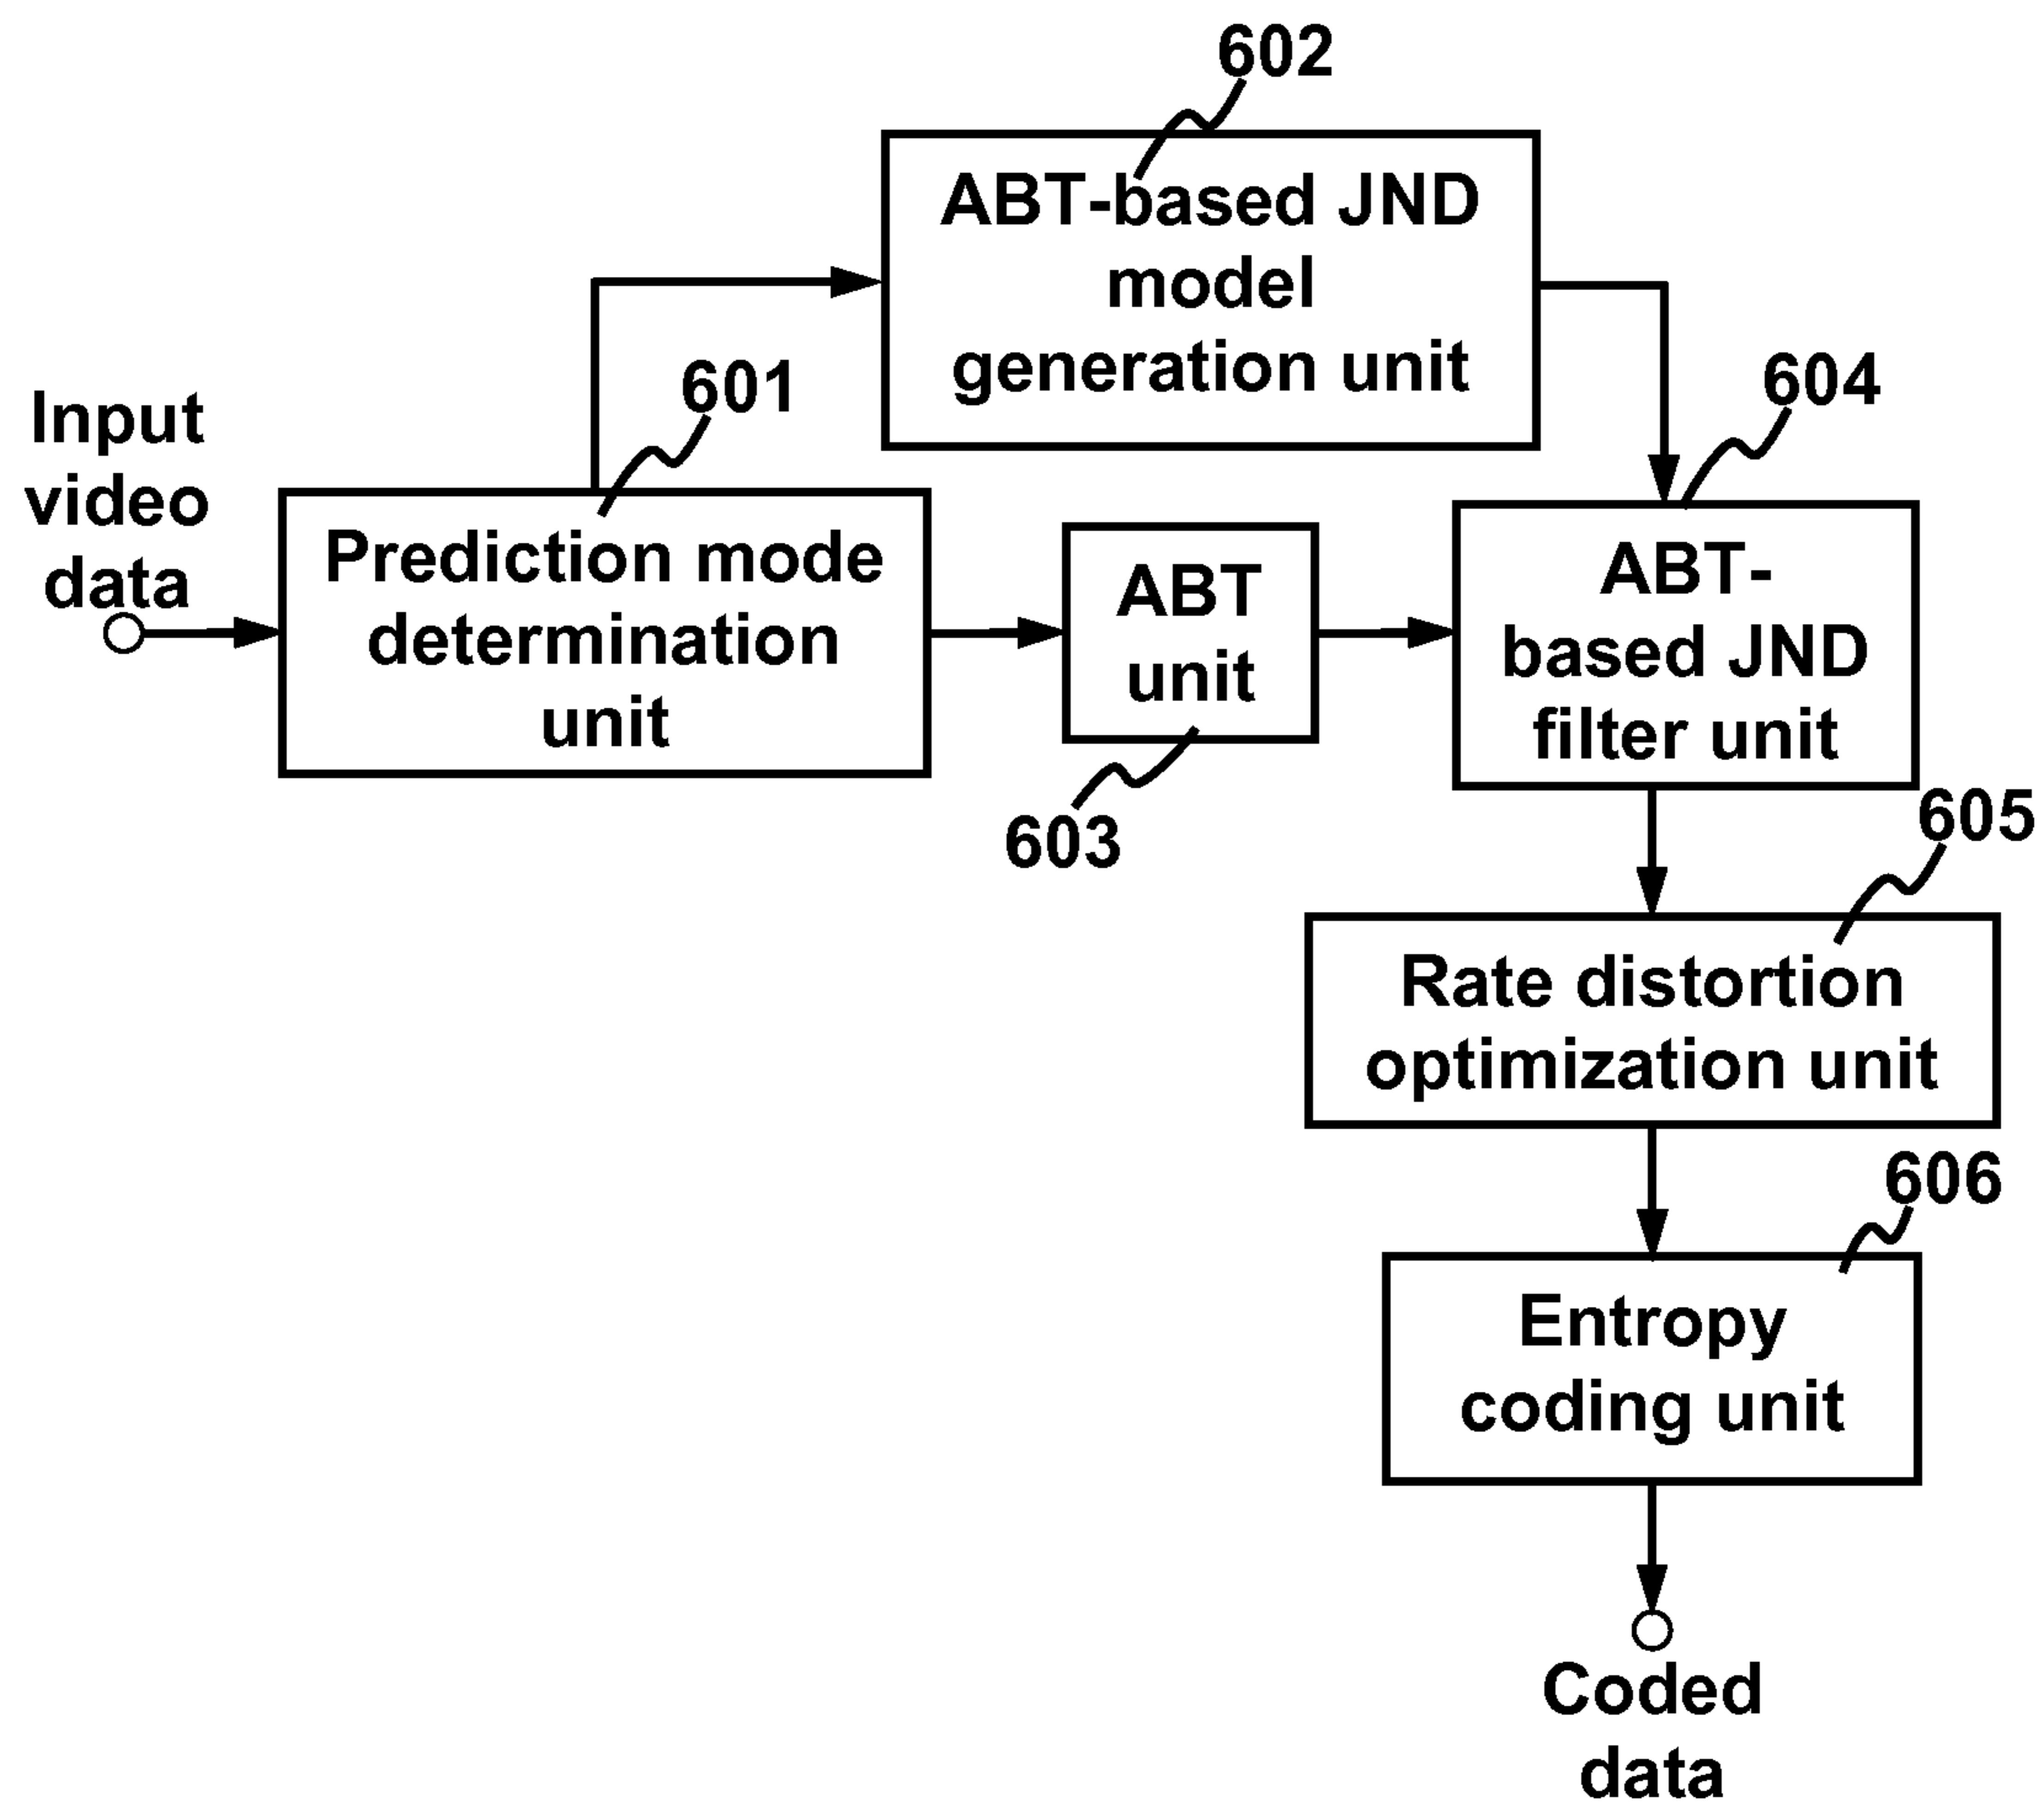 602
ABT-based JND
model
generation unit
601
604
Input
video
data
Prediction mode
determination
unit
ABT
unit
603
ABT-
based JND
filter unit
605
Rate distortion
optimization unit
606
Entropy
coding unit
Coded
data